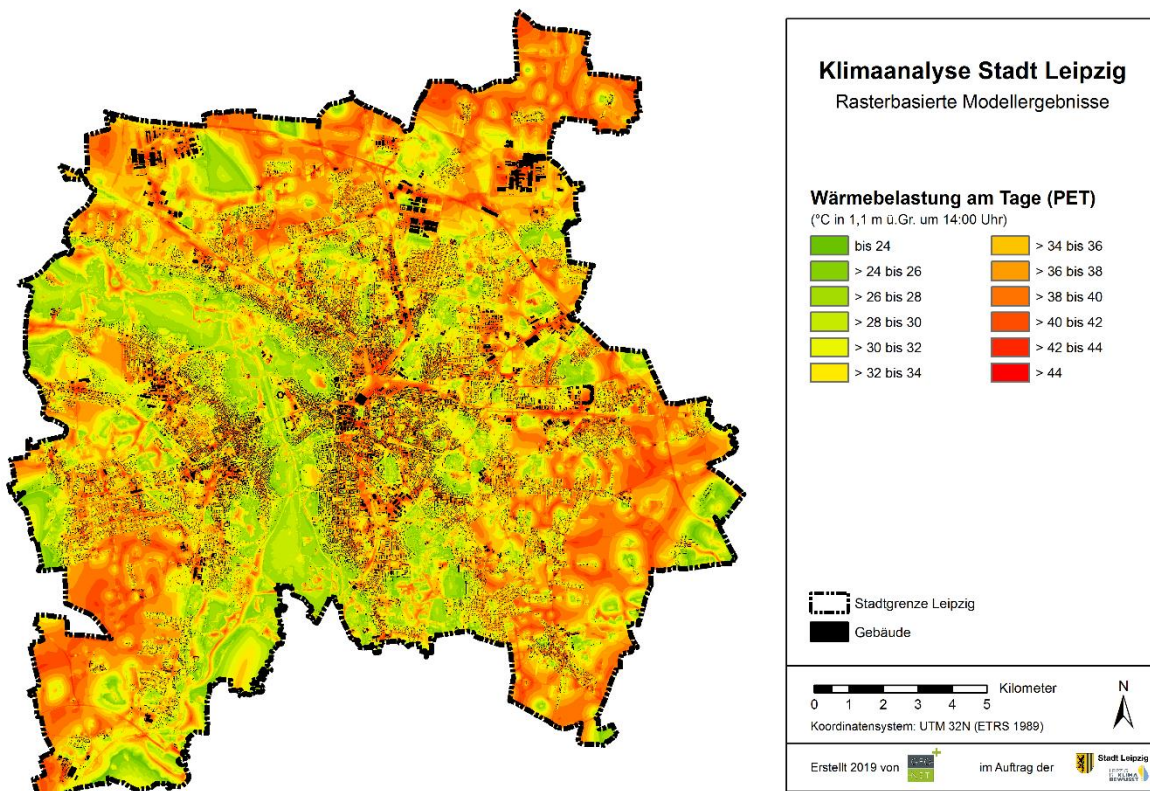 Klimaanalyse Stadt Leipzig
Rasterbasierte Modellergebnisse
Wärmebelastung am Tage (PET)
(°C in 1,1 m ü.Gr. um 14:00 Uhr)
bis 24
> 24 bis 26
> 26 bis 28
> 28 bis 30
> 30 bis 32
> 32 bis 34
> 34 bis 36
> 36 bis 38
> 38 bis 40
> 40 bis 42
> 42 bis 44
> 44
Stadtgrenze Leipzig
Gebäude
0 1 2 3 4 5 Kilometer
N
Koordinatensystem: UTM 32N (ETRS 1989)
Erstellt 2019 von
im Auftrag der
Stadt Leipzig